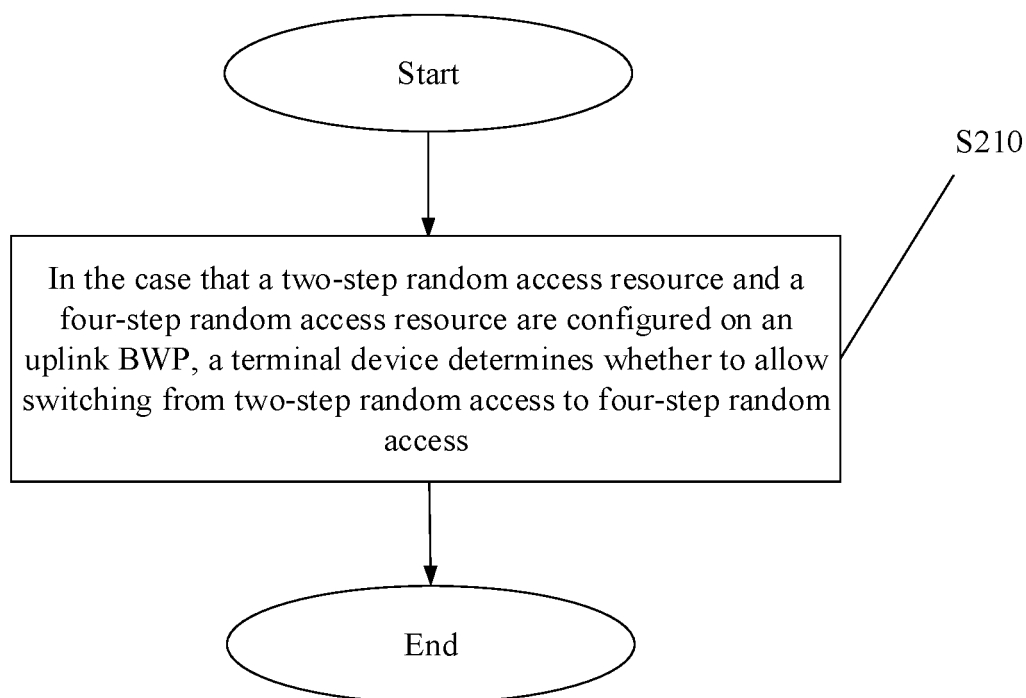 Start
S210
In the case that a two-step random access resource and a
four-step random access resource are configured on an
uplink BWP, a terminal device determines whether to allow
switching from two-step random access to four-step random
access
End